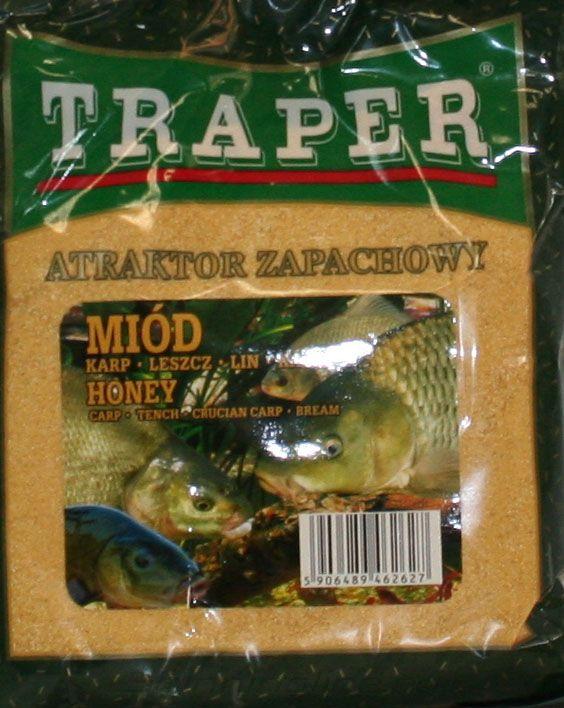 TRAPER®
ATRAKTOR ZAPACHOWY
MIÓD
KARP • LESZCZ • LIN •
HONEY
CARP • TENCH • CRUCIAN CARP • BREAM
5 906489 462627